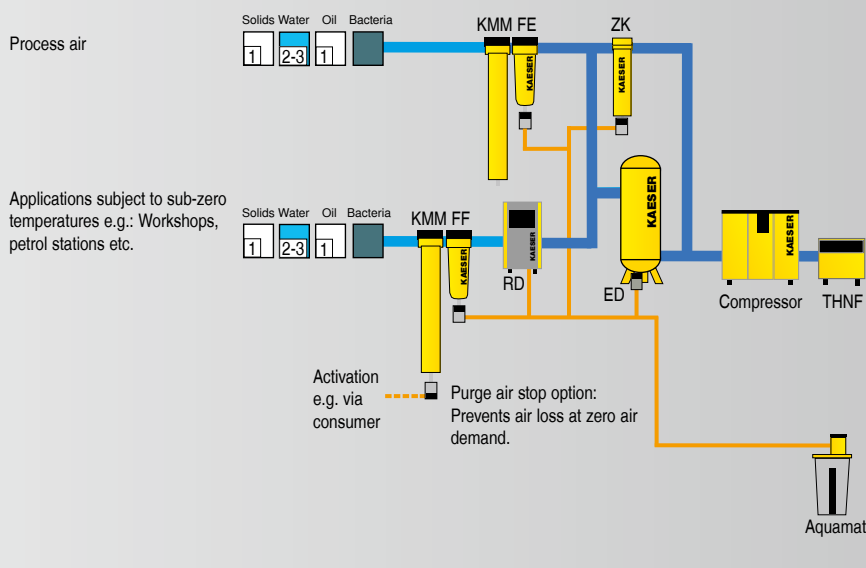 Solids Water Oil Bacteria
Process air
1 2-3 1
KMM FE ZK
KAESER KAESER
Applications subject to sub-zero
temperatures e.g.: Workshops,
petrol stations etc.
Solids Water Oil Bacteria
1 2-3 1
KMM FF
KAESER
KAESER
RD
KAESER
ED
KAESER
Compressor THNF
Activation
e.g. via
consumer
Purge air stop option:
Prevents air loss at zero air
demand.
Aquamat